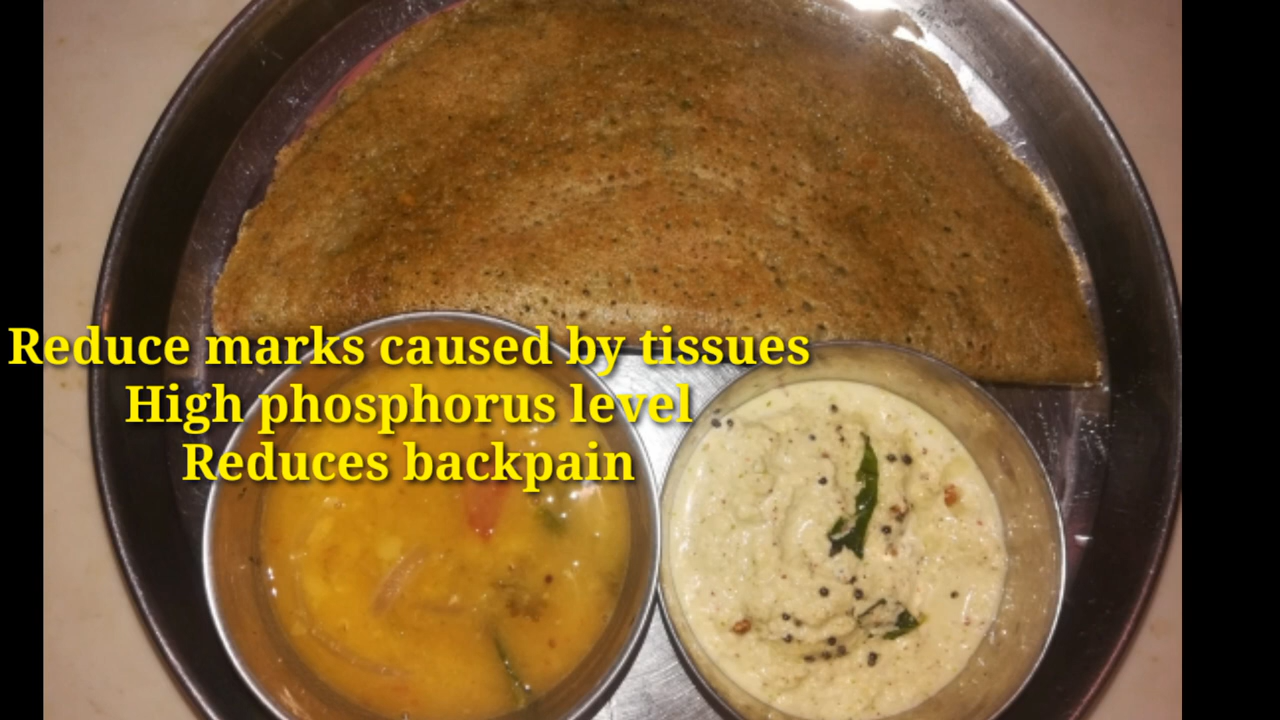 Reduce marks caused by tissues
High phosphorus level
Reduces backpain